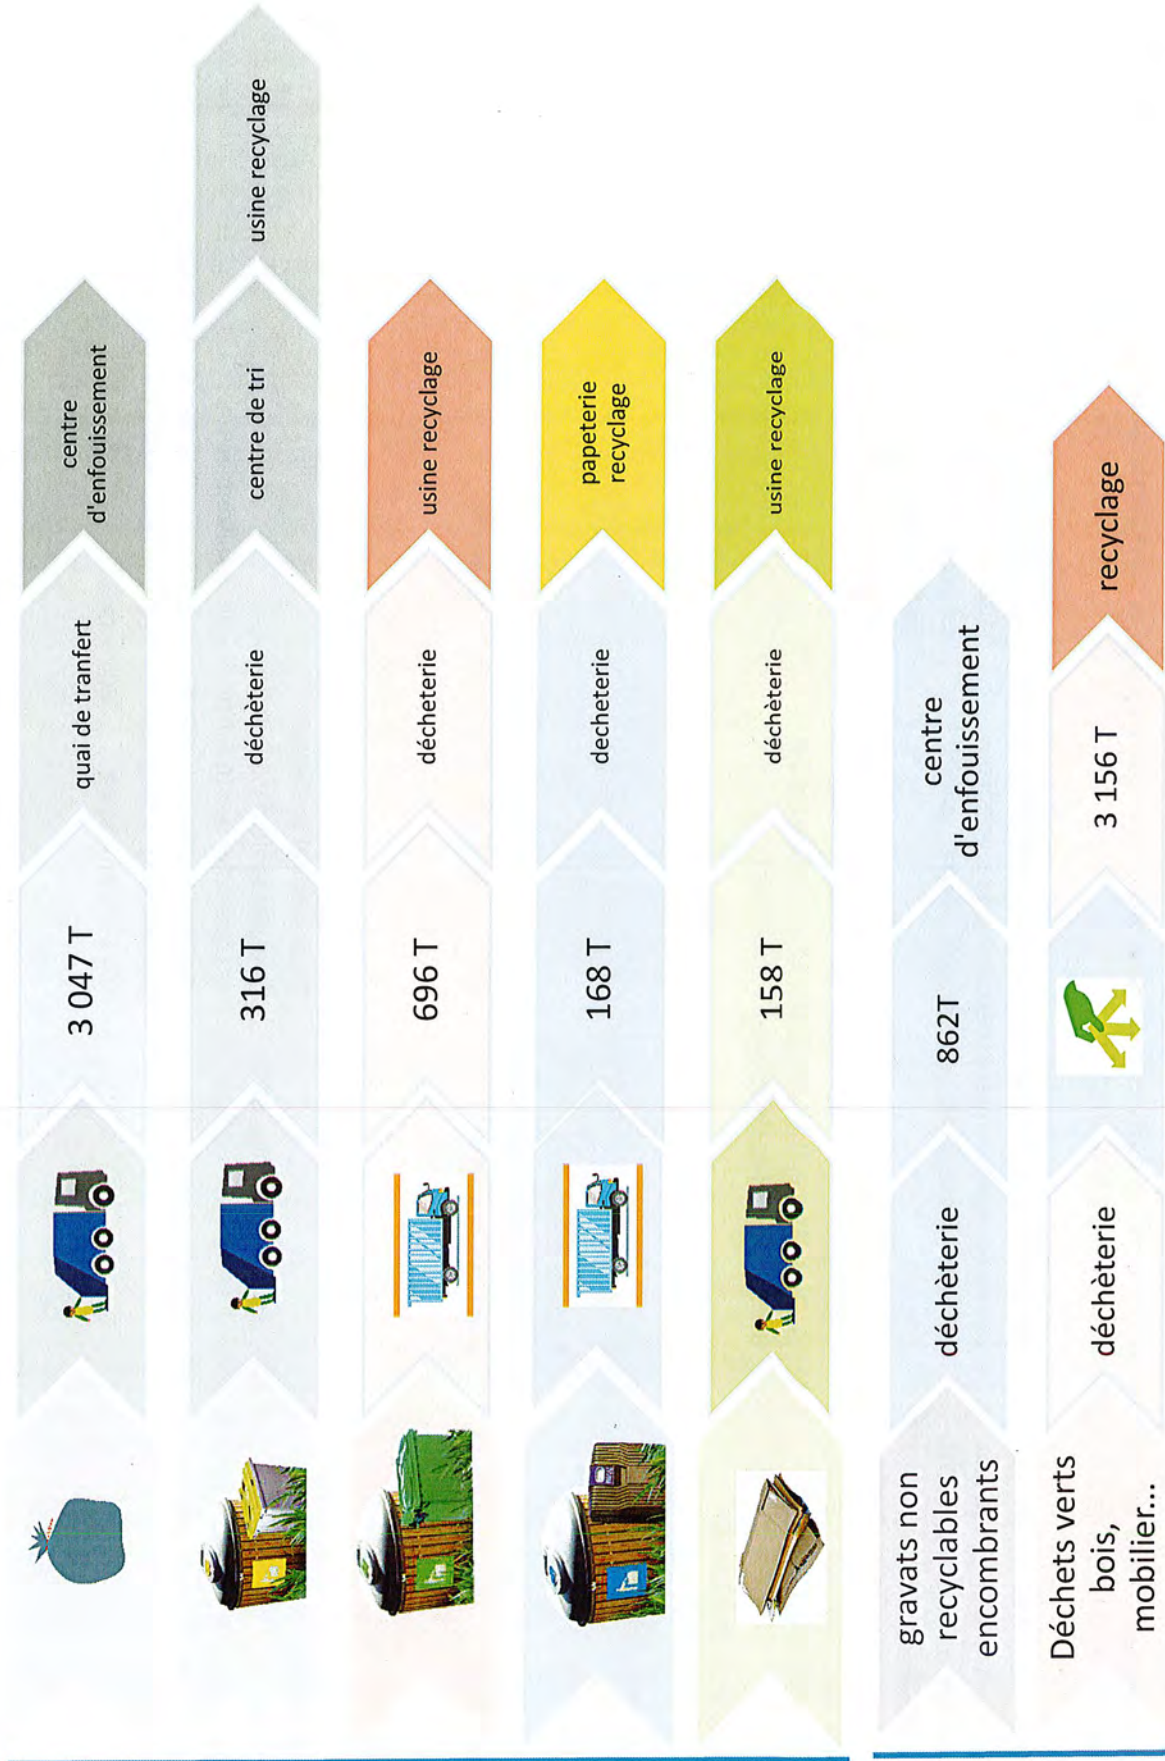 3 047 T
quai de tranfert
centre
d'enfouissement
316 T
déchèterie
centre de tri
usine recyclage
696 T
décheterie
usine recyclage
168 T
decheterie
papeterie
recyclage
158 T
déchèterie
usine recyclage
gravats non
recyclables
encombrants
déchèterie
862T
centre
d'enfouissement
Déchets verts
bois,
mobilier...
déchèterie
3 156 T
recyclage